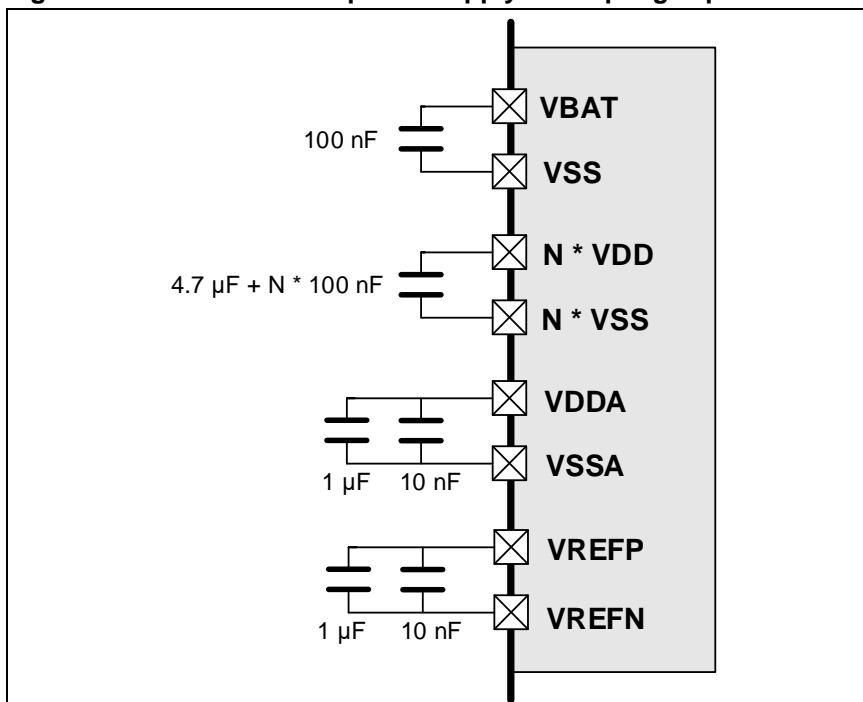 VBAT
100 nF
VSS
N * VDD
4.7 µF + N * 100 nF
N * VSS
VDDA
VSSA
1 µF 10 nF
VREFP
VREFN
1 µF 10 nF